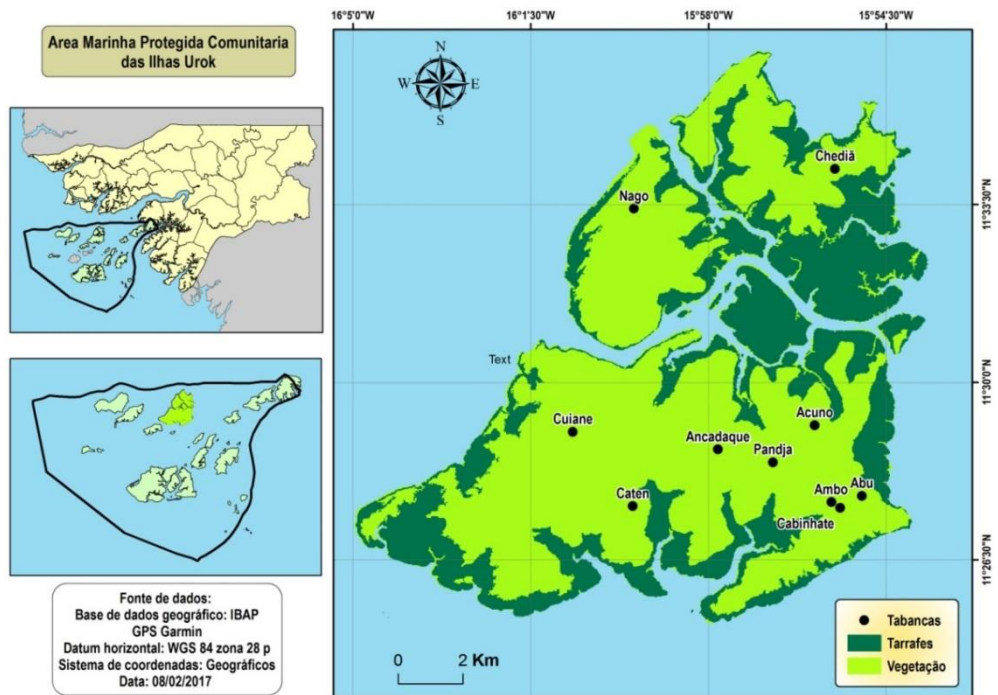 Area Marinha Protegida Comunitaria
das Ilhas Urok
16°5'0"W
16°1'30"W
15°58'0"W
15°54'30"W
N
W
E
S
Chediã
Nago
11°33'30"N
Text
11°30'0"N
Cuiane
Acuno
Ancadaque
Pandja
Caten
Ambo
Abu
Cabinhate
11°26'30"N
Fonte de dados:
Base de dados geográfico: IBAP
GPS Garmin
Datum horizontal: WGS 84 zona 28 p
Sistema de coordenadas: Geográficos
Data: 08/02/2017
0
2 Km
Tabancas
Tarrafes
Vegetação